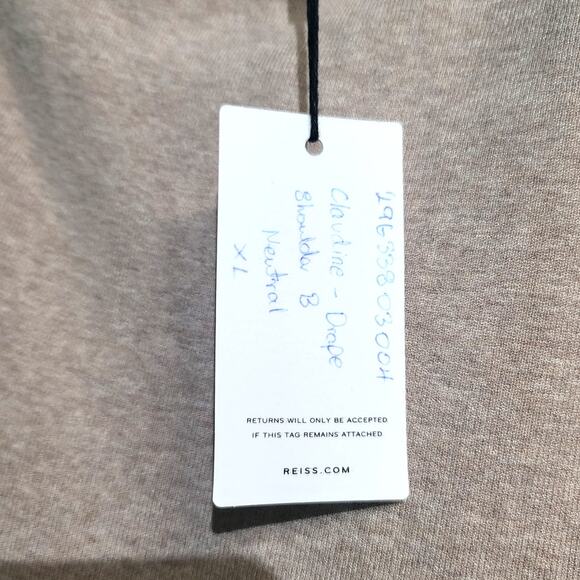 29638803004
Claudine - Drape
Shoulder B
Neutral
XL
RETURNS WILL ONLY BE ACCEPTED
IF THIS TAG REMAINS ATTACHED
REISS.COM